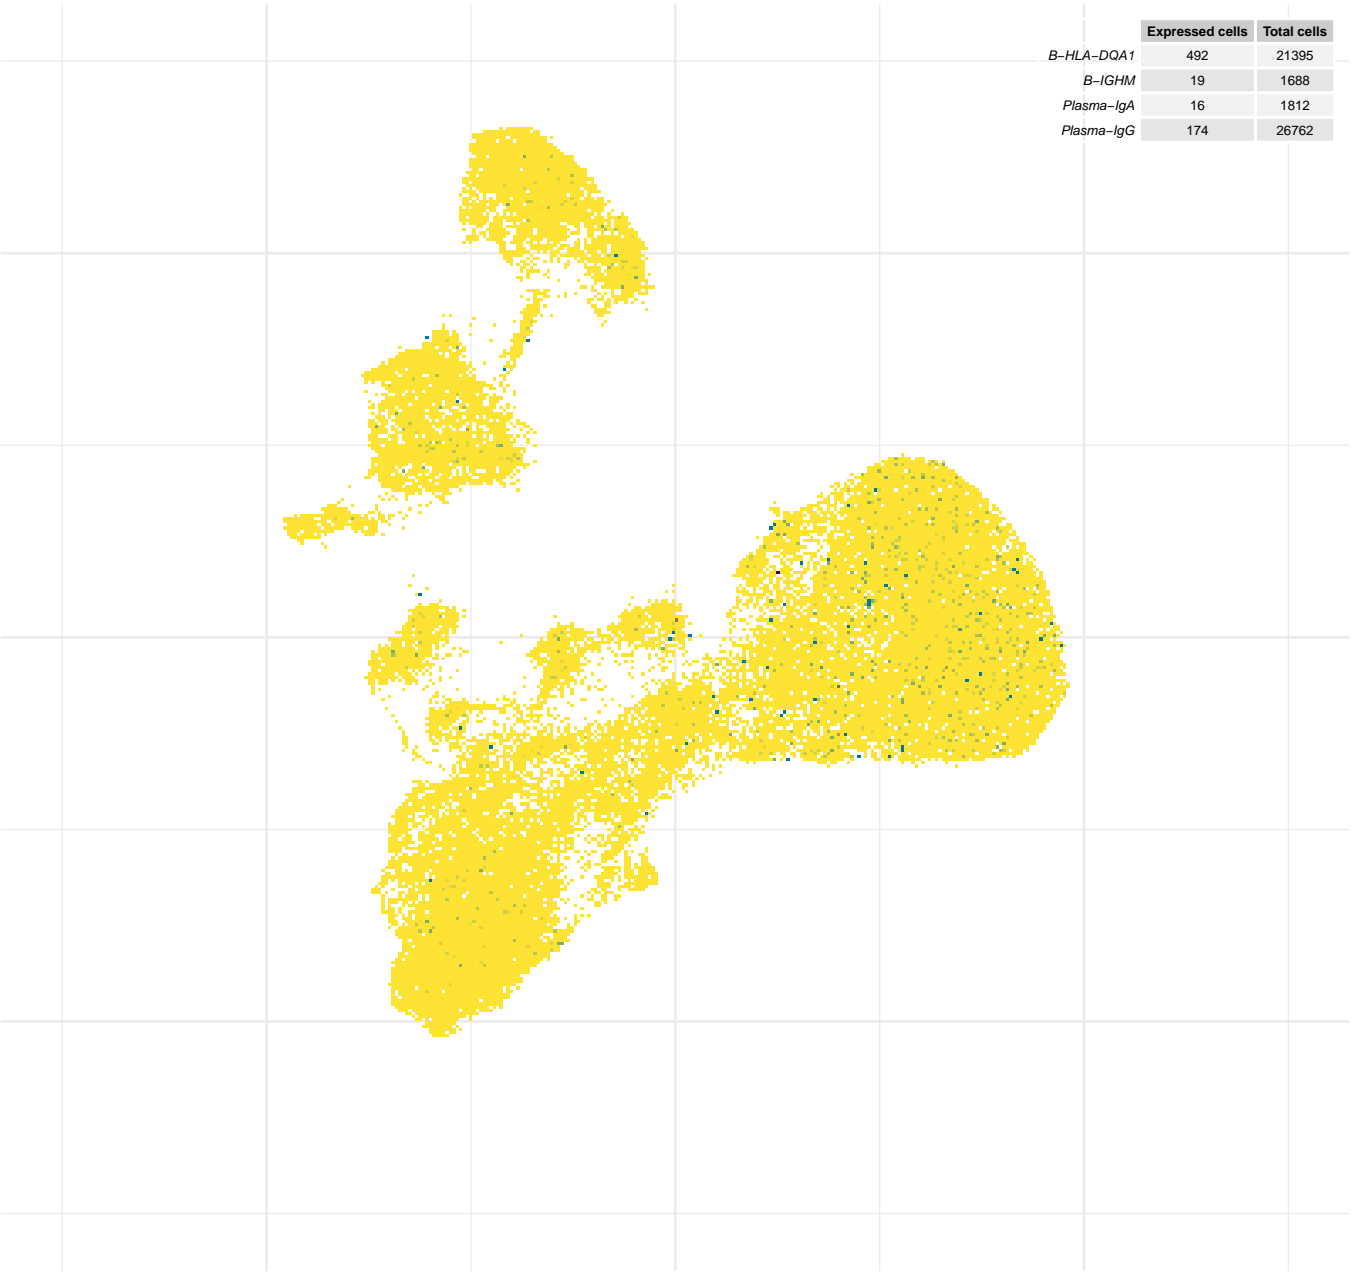 Expressed cells Total cells
B−HLA−DQA1 492 21395
B−IGHM 19 1688
Plasma−IgA 16 1812
Plasma−IgG 174 26762